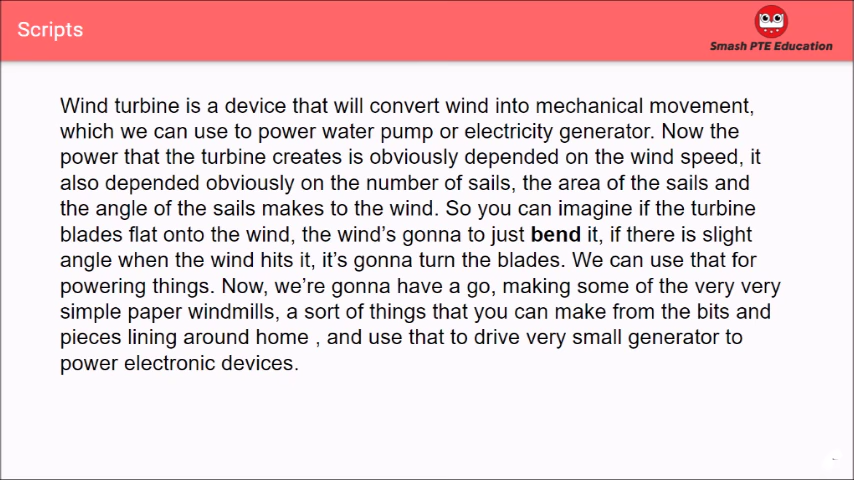 Scripts
Smash PTE Education
Wind turbine is a device that will convert wind into mechanical movement,
which we can use to power water pump or electricity generator. Now the
power that the turbine creates is obviously depended on the wind speed, it
also depended obviously on the number of sails, the area of the sails and
the angle of the sails makes to the wind. So you can imagine if the turbine
blades flat onto the wind, the wind's gonna to just bend it, if there is slight
angle when the wind hits it, it's gonna turn the blades. We can use that for
powering things. Now, we're gonna have a go, making some of the very very
simple paper windmills, a sort of things that you can make from the bits and
pieces lining around home , and use that to drive very small generator to
power electronic devices.